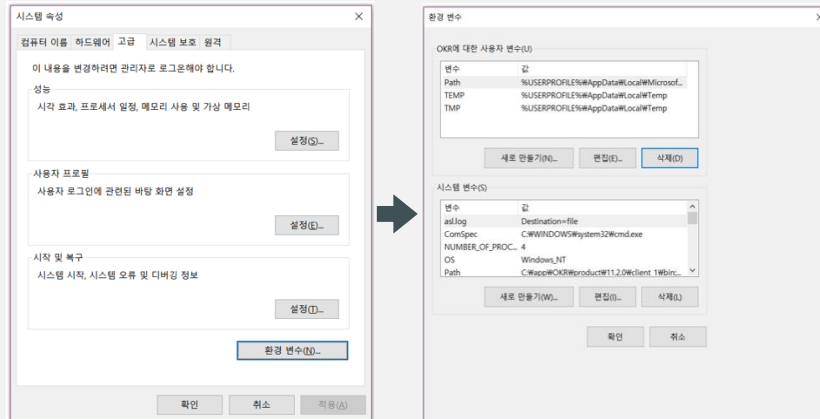 시스템 속성
컴퓨터 이름 하드웨어 고급 시스템 보호 원격
이 내용을 변경하려면 관리자로 로그온해야 합니다.
성능
시각 효과, 프로세서 일정, 메모리 사용 및 가상 메모리
설정(S)...
사용자 프로필
사용자 로그인에 관련된 바탕 화면 설정
설정(E)...
시작 및 복구
시스템 시작, 시스템 오류 및 디버깅 정보
설정(T)...
환경 변수(N)...
확인 취소 적용(A)
환경 변수
OKR에 대한 사용자 변수(U)
변수 값
Path %USERPROFILE%₩AppData₩Local₩Microsof...
TEMP %USERPROFILE%₩AppData₩Local₩Temp
TMP %USERPROFILE%₩AppData₩Local₩Temp
새로 만들기(N)... 편집(E)... 삭제(D)
시스템 변수(S)
변수 값
asl.log Destination=file
ComSpec C:₩WINDOWS₩system32₩cmd.exe
NUMBER_OF_PROC... 4
OS Windows_NT
Path C:₩app₩OKR₩product₩11.2.0₩client_1₩bin;...
새로 만들기(W)... 편집(I)... 삭제(L)
확인 취소